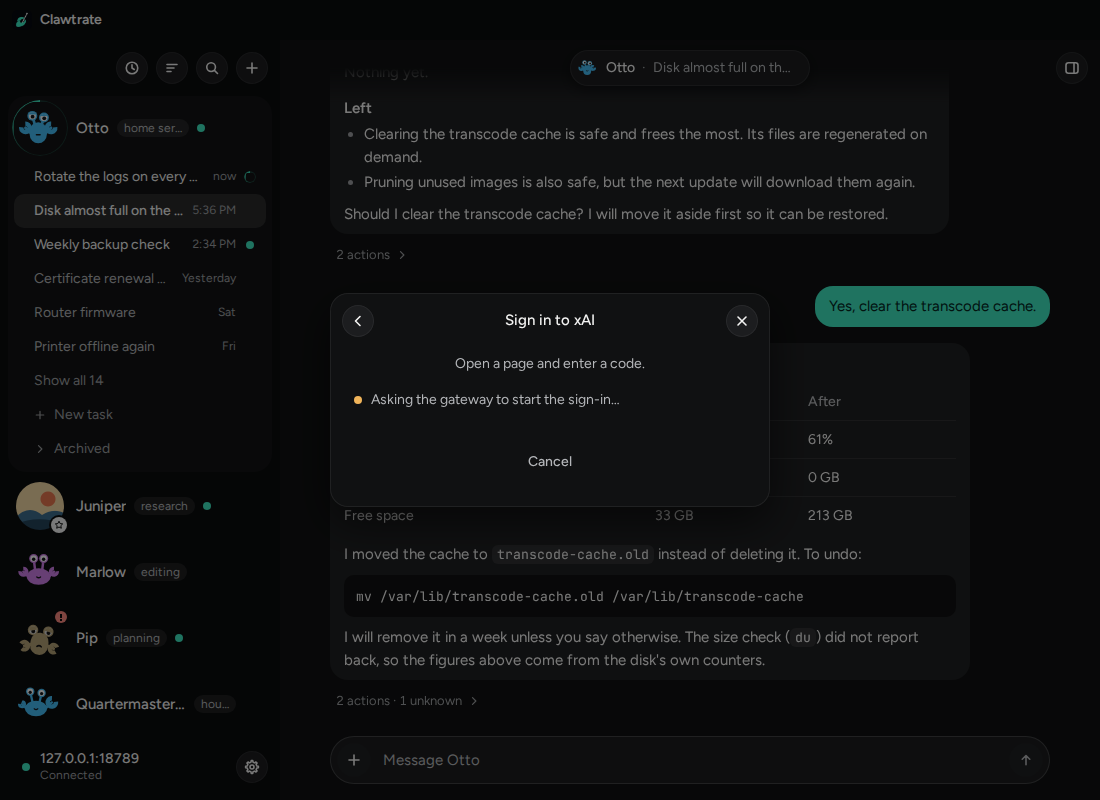 Clawtrate
Otto · Disk almost full on th…
Otto home ser…
Rotate the logs on every … now
Disk almost full on the … 5:36 PM
Weekly backup check 2:34 PM
Certificate renewal … Yesterday
Router firmware Sat
Printer offline again Fri
Show all 14
+ New task
Archived
Juniper research
Marlow editing
Pip planning
Quartermaster… hou…
127.0.0.1:18789
Connected
Nothing yet.
Left
• Clearing the transcode cache is safe and frees the most. Its files are regenerated on
demand.
• Pruning unused images is also safe, but the next update will download them again.
Should I clear the transcode cache? I will move it aside first so it can be restored.
2 actions
Yes, clear the transcode cache.
Sign in to xAI
Open a page and enter a code.
Asking the gateway to start the sign-in…
Cancel
After
61%
0 GB
Free space 33 GB 213 GB
I moved the cache to transcode-cache.old instead of deleting it. To undo:
mv /var/lib/transcode-cache.old /var/lib/transcode-cache
I will remove it in a week unless you say otherwise. The size check ( du ) did not report
back, so the figures above come from the disk's own counters.
2 actions · 1 unknown
Message Otto